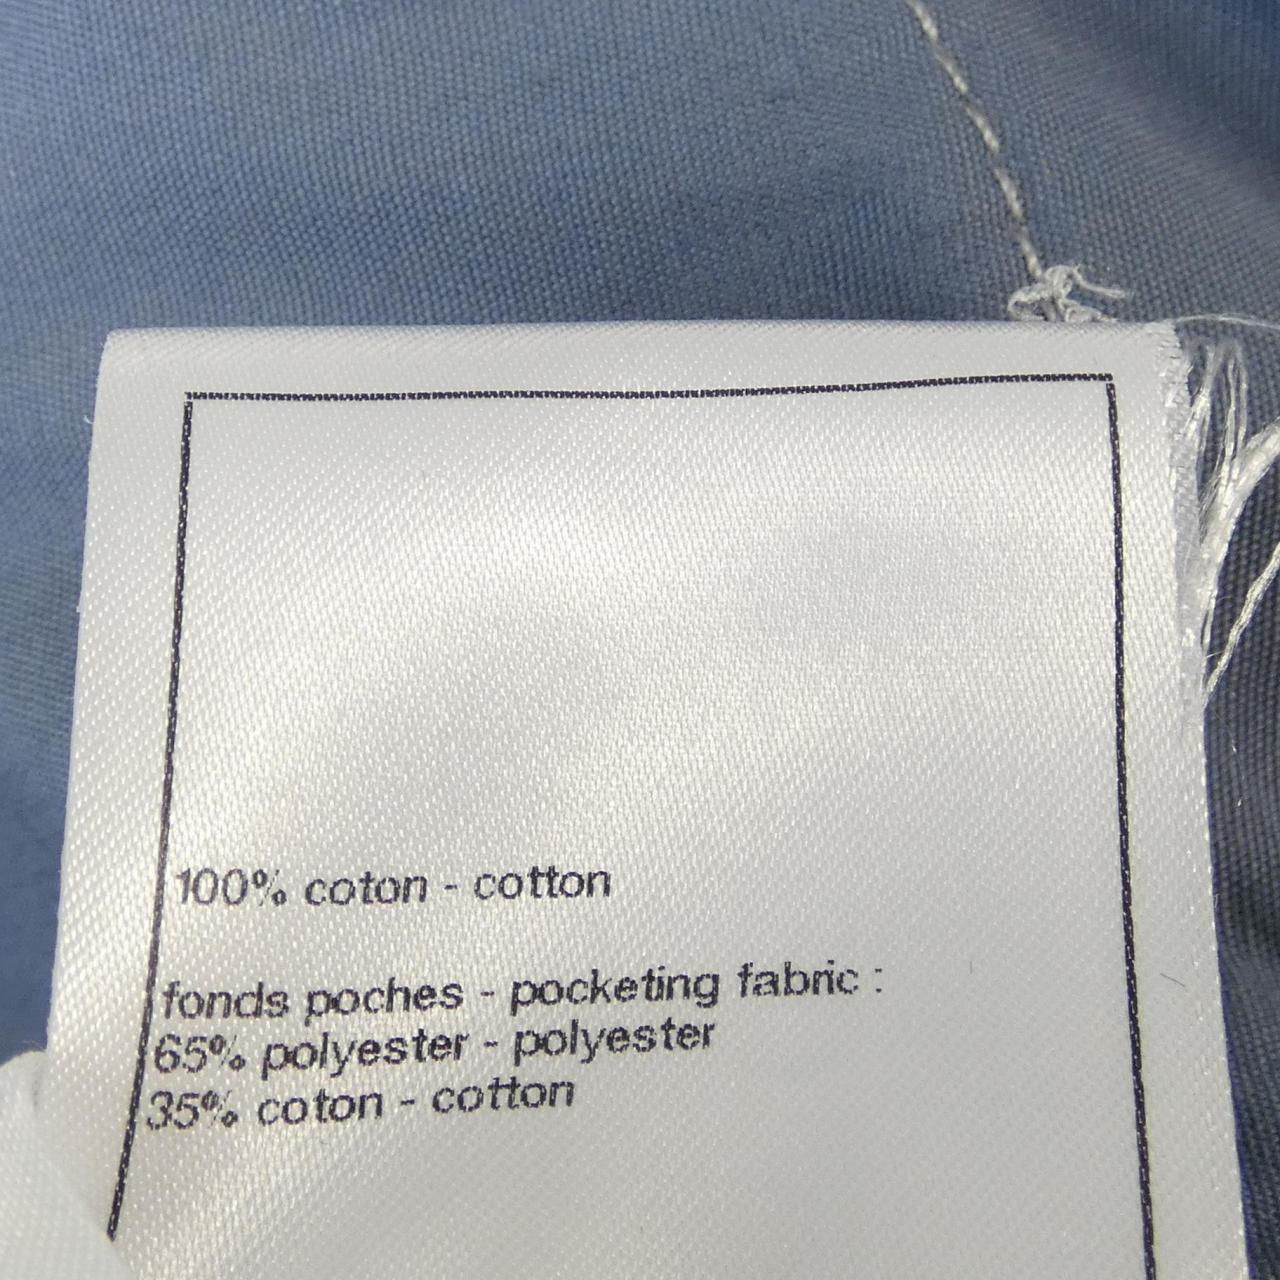 100% coton - cotton
fonds poches - pocketing fabric :
65% polyester - polyester
35% coton - cotton